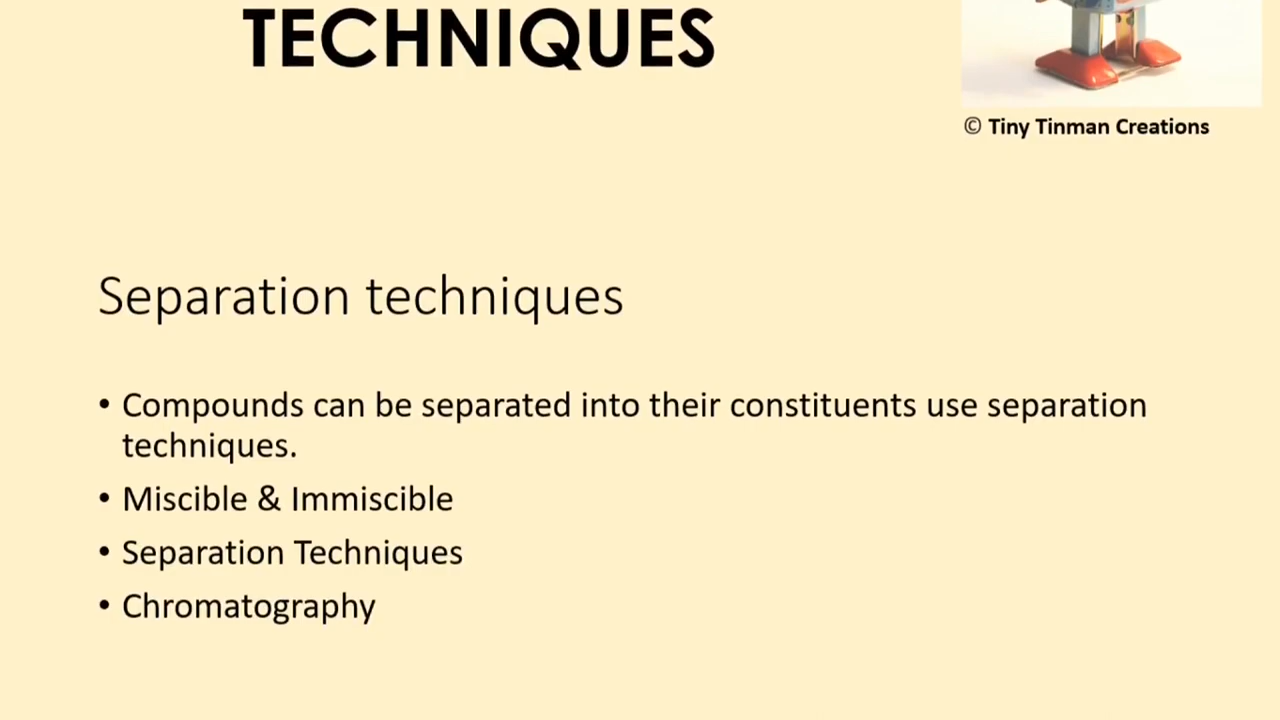 TECHNIQUES
© Tiny Tinman Creations
Separation techniques
• Compounds can be separated into their constituents use separation
techniques.
• Miscible & Immiscible
• Separation Techniques
• Chromatography